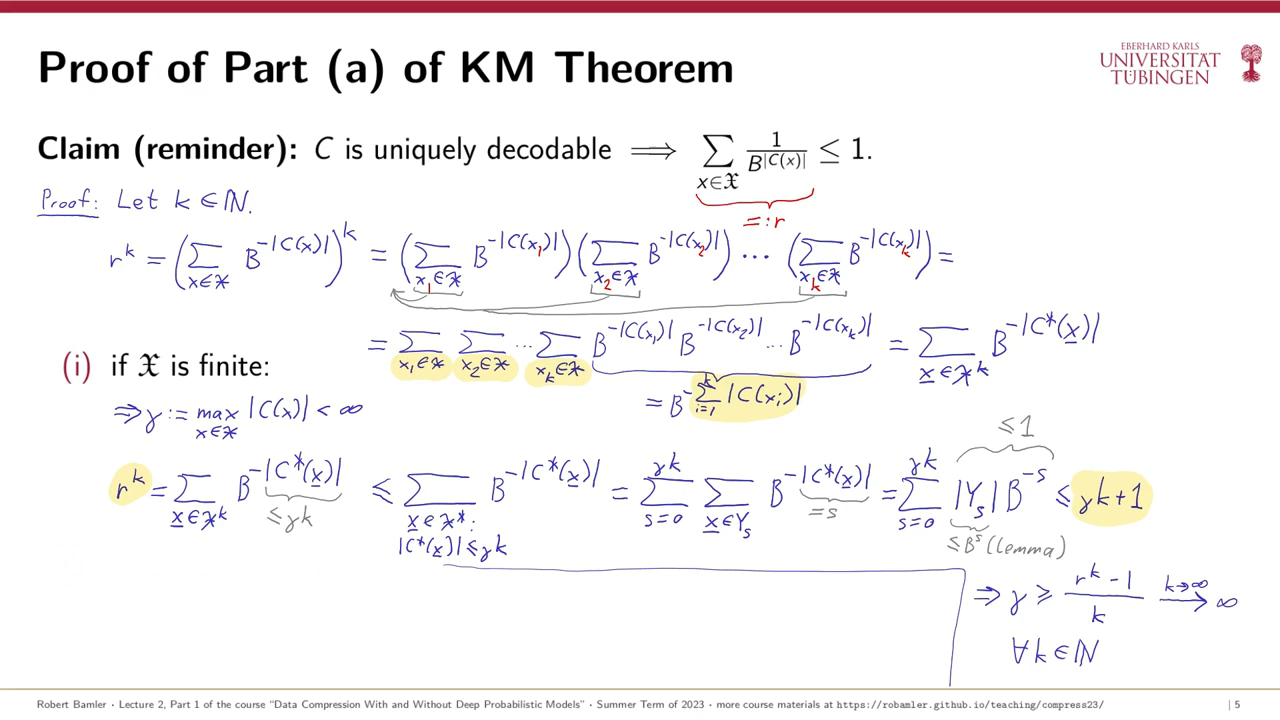 Proof of Part (a) of KM Theorem
EBERHARD KARLS
UNIVERSITÄT
TÜBINGEN
Claim (reminder): C is uniquely decodable ⟹ ∑_{x∈𝔛} 1/B^{|C(x)|} ≤ 1.
=: r
Proof: Let k ∈ ℕ.
r^k = (∑_{x∈𝔛} B^{-|C(x)|})^k = (∑_{x_1∈𝔛} B^{-|C(x_1)|}) (∑_{x_2∈𝔛} B^{-|C(x_2)|}) ··· (∑_{x_k∈𝔛} B^{-|C(x_k)|}) =
= ∑_{x_1∈𝔛} ∑_{x_2∈𝔛} ··· ∑_{x_k∈𝔛} B^{-|C(x_1)|} B^{-|C(x_2)|} ... B^{-|C(x_k)|} = ∑_{x∈𝔛^k} B^{-|C*(x)|}
(i) if 𝔛 is finite:
= B^{-∑_{i=1}^{k} |C(x_i)|}
⟹ γ := max_{x∈𝔛} |C(x)| < ∞
≤ 1
r^k = ∑_{x∈𝔛^k} B^{-|C*(x)|} ≤ ∑_{x∈𝔛*: |C*(x)| ≤ γk} B^{-|C*(x)|} = ∑_{s=0}^{γk} ∑_{x∈Y_s} B^{-|C*(x)|} = ∑_{s=0}^{γk} |Y_s| B^{-s} ≤ γk+1
≤ γk
= s
≤ B^s (lemma)
⟹ γ ≥ (r^k - 1)/k ⟶^{k→∞} ∞
∀ k ∈ ℕ
Robert Bamler · Lecture 2, Part 1 of the course "Data Compression With and Without Deep Probabilistic Models" · Summer Term of 2023 · more course materials at https://robamler.github.io/teaching/compress23/ | 5